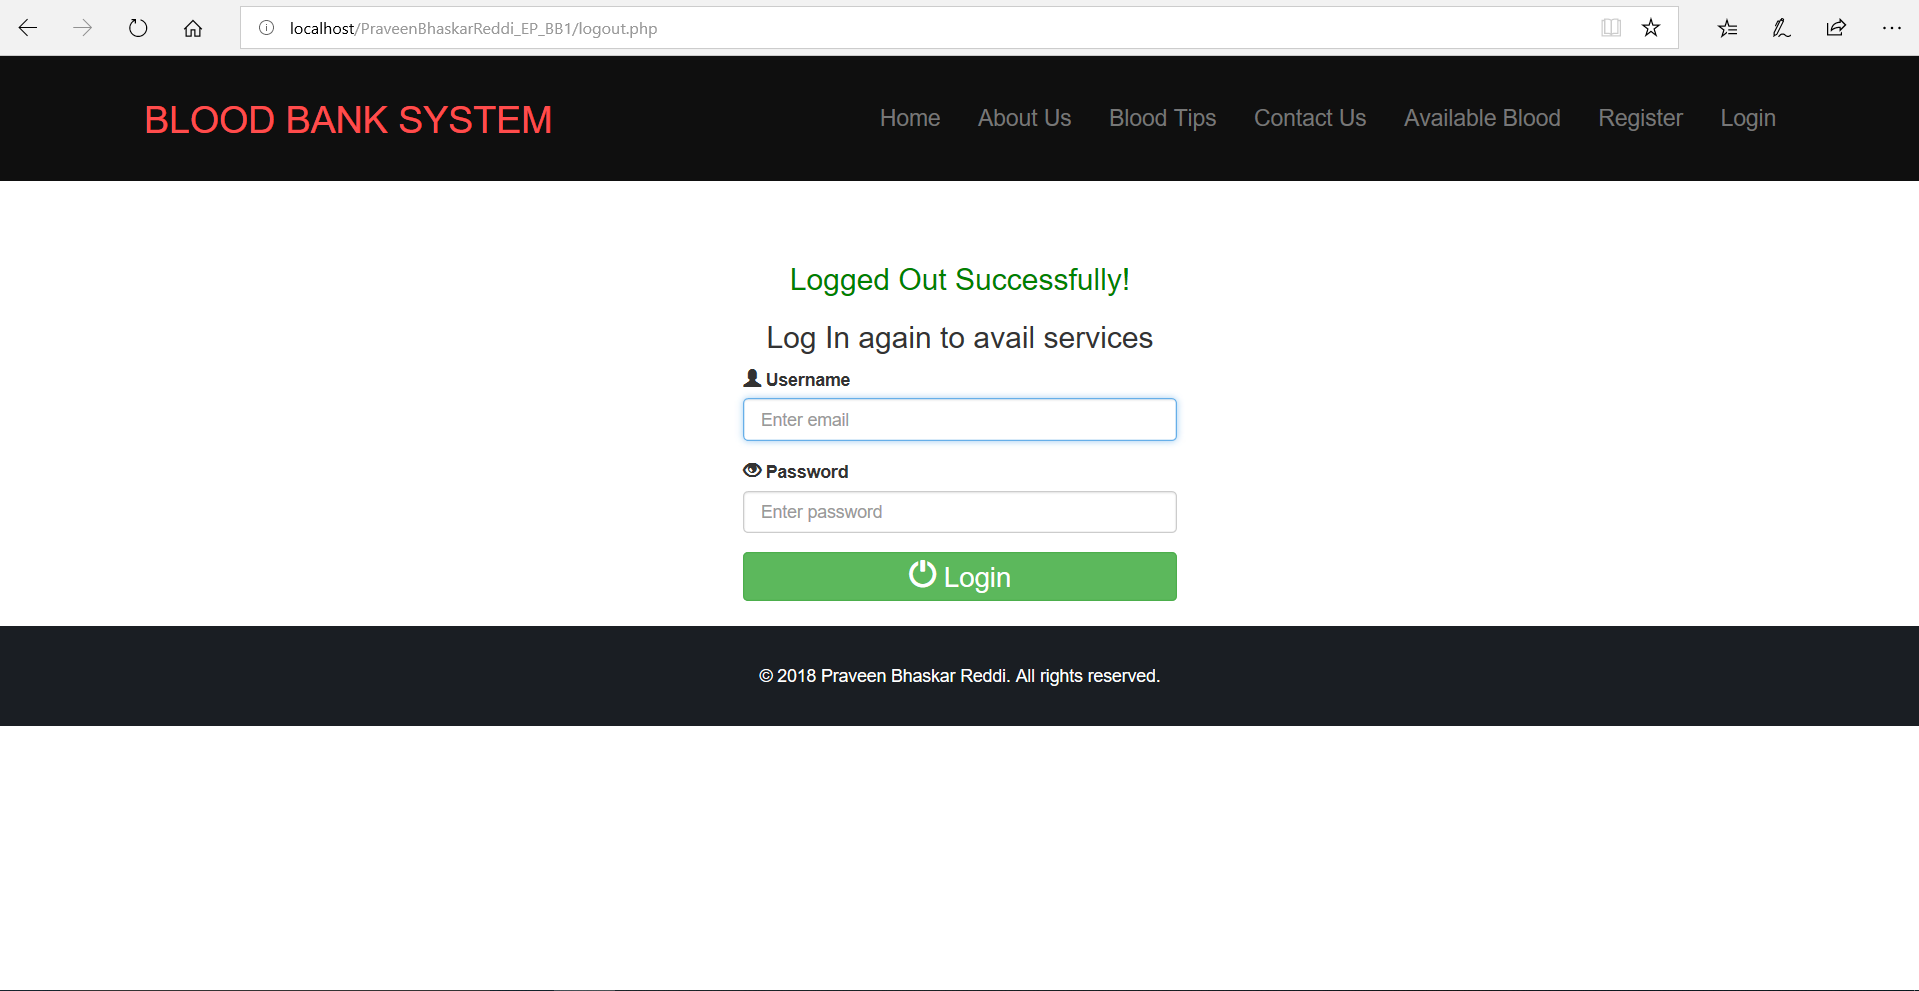 localhost/PraveenBhaskarReddi_EP_BB1/logout.php
BLOOD BANK SYSTEM
Home About Us Blood Tips Contact Us Available Blood Register Login
Logged Out Successfully!
Log In again to avail services
Username
Enter email
Password
Enter password
Login
© 2018 Praveen Bhaskar Reddi. All rights reserved.